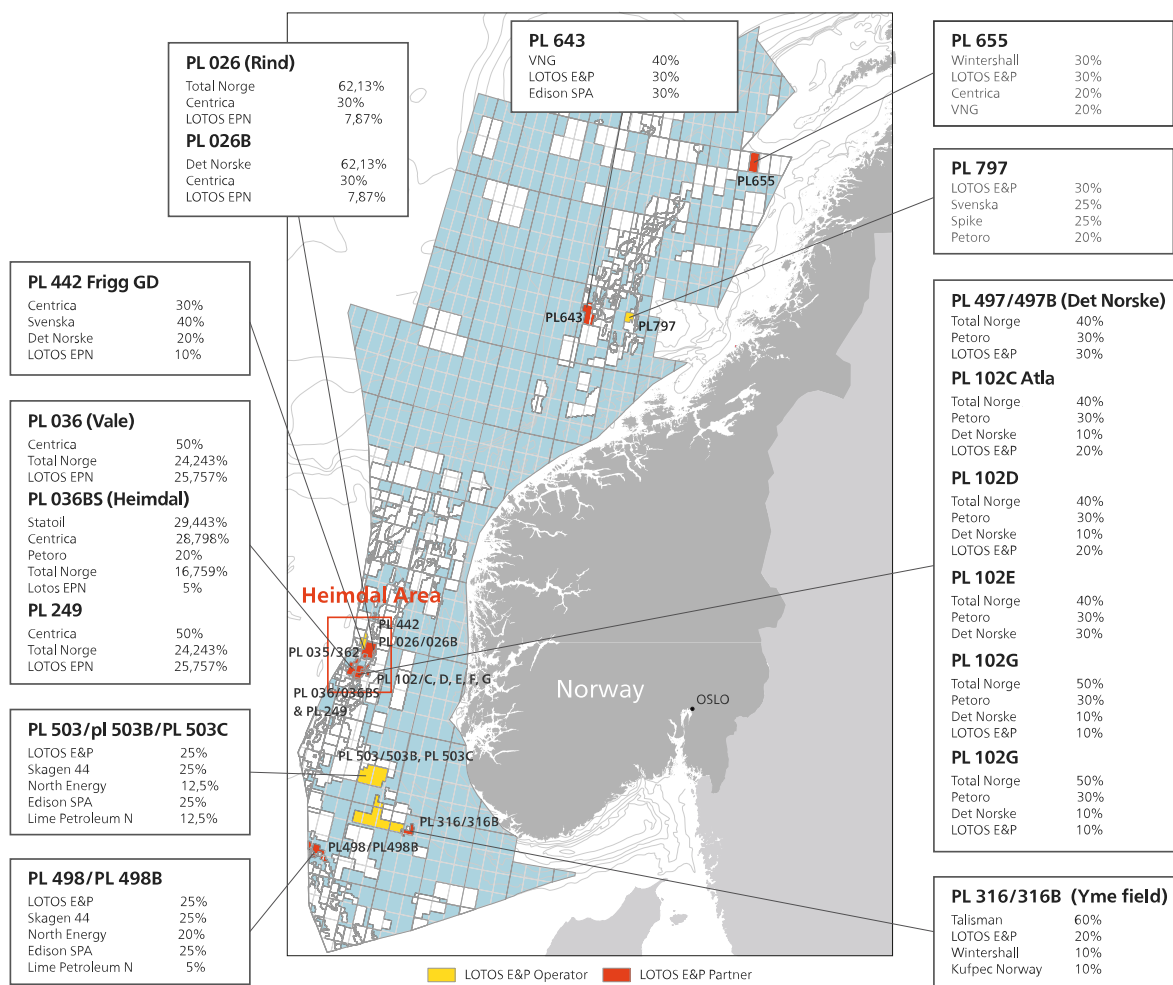 PL 026 (Rind)
Total Norge 62,13%
Centrica 30%
LOTOS EPN 7,87%
PL 026B
Det Norske 62,13%
Centrica 30%
LOTOS EPN 7,87%
PL 643
VNG 40%
LOTOS E&P 30%
Edison SPA 30%
PL 655
Wintershall 30%
LOTOS E&P 30%
Centrica 20%
VNG 20%
PL 797
LOTOS E&P 30%
Svenska 25%
Spike 25%
Petoro 20%
PL 442 Frigg GD
Centrica 30%
Svenska 40%
Det Norske 20%
LOTOS EPN 10%
PL 036 (Vale)
Centrica 50%
Total Norge 24,243%
LOTOS EPN 25,757%
PL 036BS (Heimdal)
Statoil 29,443%
Centrica 28,798%
Petoro 20%
Total Norge 16,759%
Lotos EPN 5%
PL 249
Centrica 50%
Total Norge 24,243%
LOTOS EPN 25,757%
PL 503/pl 503B/PL 503C
LOTOS E&P 25%
Skagen 44 25%
North Energy 12,5%
Edison SPA 25%
Lime Petroleum N 12,5%
PL 498/PL 498B
LOTOS E&P 25%
Skagen 44 25%
North Energy 20%
Edison SPA 25%
Lime Petroleum N 5%
PL 497/497B (Det Norske)
Total Norge 40%
Petoro 30%
LOTOS E&P 30%
PL 102C Atla
Total Norge 40%
Petoro 30%
Det Norske 10%
LOTOS E&P 20%
PL 102D
Total Norge 40%
Petoro 30%
Det Norske 10%
LOTOS E&P 20%
PL 102E
Total Norge 40%
Petoro 30%
Det Norske 30%
PL 102G
Total Norge 50%
Petoro 30%
Det Norske 10%
LOTOS E&P 10%
PL 102G
Total Norge 50%
Petoro 30%
Det Norske 10%
LOTOS E&P 10%
PL 316/316B (Yme field)
Talisman 60%
LOTOS E&P 20%
Wintershall 10%
Kufpec Norway 10%
PL655
PL643
PL797
Heimdal Area
PL 442
PL 026/026B
PL 035/362
PL 102/C, D, E, F, G
PL 036/036BS
& PL 249
Norway
OSLO
PL 503/503B, PL 503C
PL 316/316B
PL498/PL498B
LOTOS E&P Operator
LOTOS E&P Partner